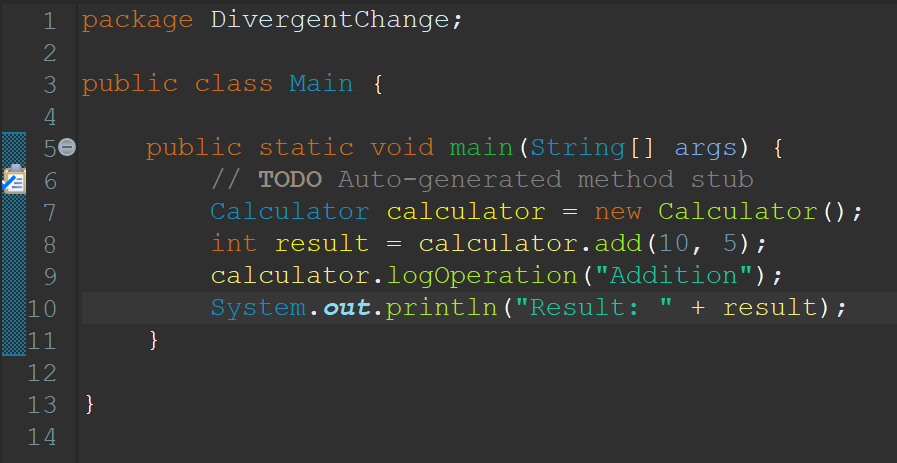 1 package DivergentChange;
2
3 public class Main {
4
5     public static void main(String[] args) {
6         // TODO Auto-generated method stub
7         Calculator calculator = new Calculator();
8         int result = calculator.add(10, 5);
9         calculator.logOperation("Addition");
10         System.out.println("Result: " + result);
11     }
12
13 }
14